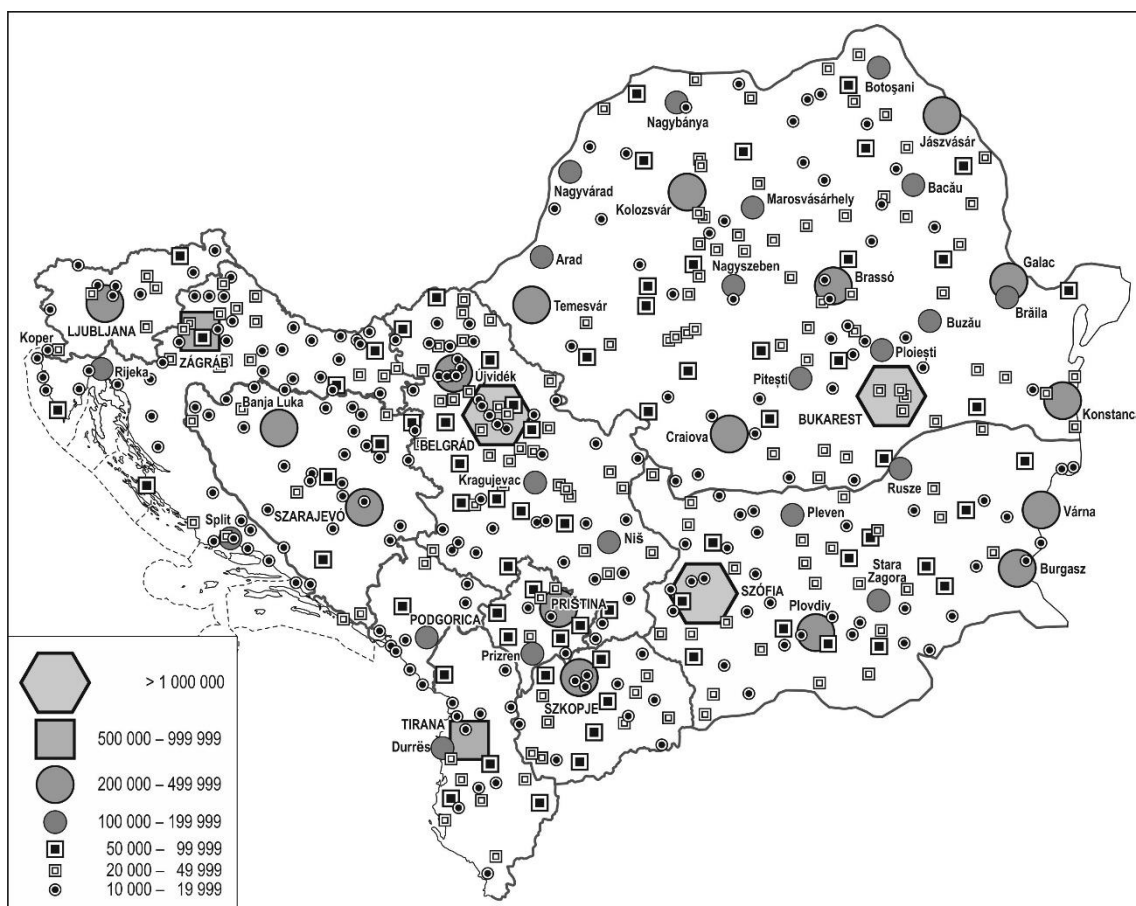 Botoșani
Nagybánya
Jászvásár
Nagyvárad
Bacău
Kolozsvár
Marosvásárhely
Arad
Nagyszeben
Brassó
Galac
Temesvár
Brăila
LJUBLJANA
Buzău
Koper
ZÁGRÁB
Ploiești
Rijeka
Újvidék
Pitești
Banja Luka
BUKAREST
Konstanca
BELGRÁD
Craiova
Kragujevac
Rusze
SZARAJEVÓ
Pleven
Várna
Split
Niš
Stara
Zagora
Burgasz
SZÓFIA
PRIŠTINA
Plovdiv
PODGORICA
Prizren
SZKOPJE
TIRANA
Durrës
> 1 000 000
500 000 – 999 999
200 000 – 499 999
100 000 – 199 999
50 000 – 99 999
20 000 – 49 999
10 000 – 19 999